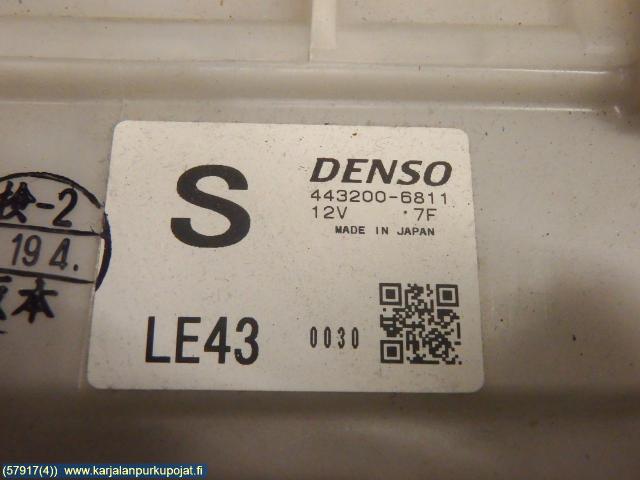 S
DENSO
443200-6811
12V ·7F
MADE IN JAPAN
LE43
0030
検-2
194.
本
(57917(4)) www.karjalanpurkupojat.fi